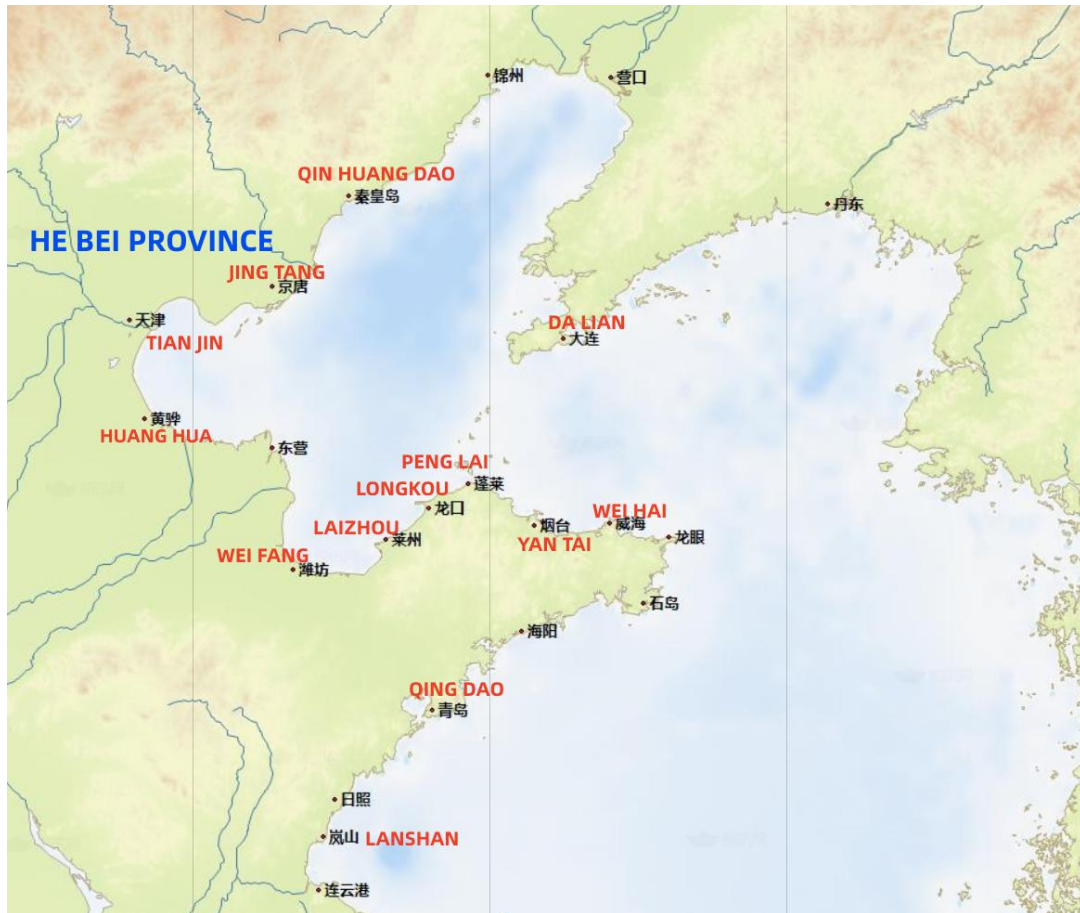 锦州
营口
QIN HUANG DAO
秦皇岛
丹东
HE BEI PROVINCE
JING TANG
京唐
天津
TIAN JIN
DA LIAN
大连
黄骅
HUANG HUA
东营
PENG LAI
蓬莱
LONGKOU
龙口
LAIZHOU
莱州
WEI HAI
威海
烟台
YAN TAI
龙眼
WEI FANG
潍坊
石岛
海阳
QING DAO
青岛
日照
岚山 LANSHAN
连云港